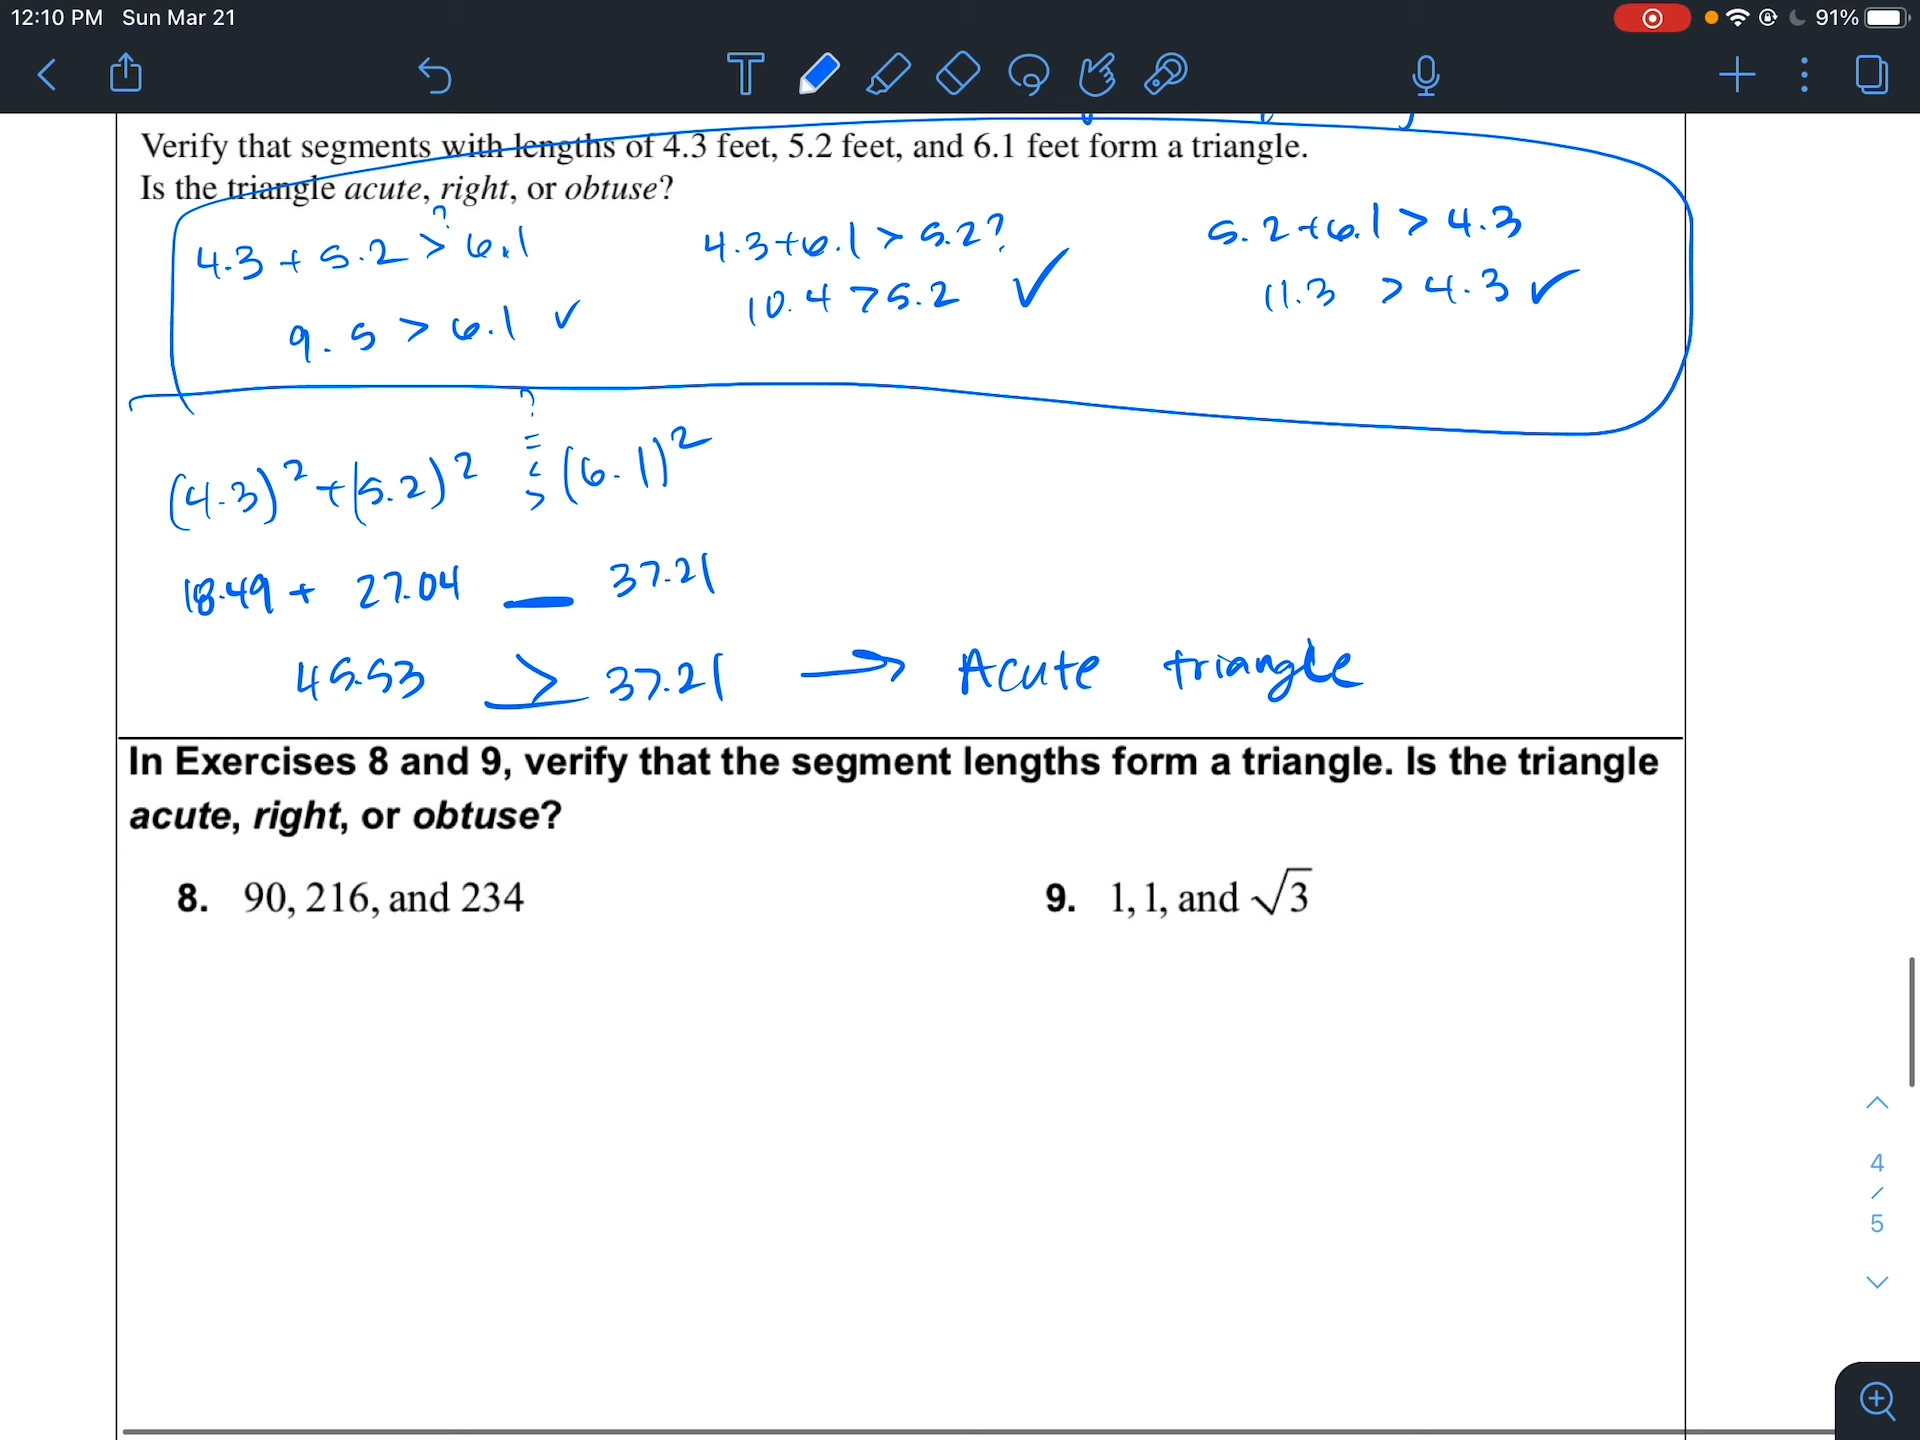 12:10 PM Sun Mar 21
91%
T
Verify that segments with lengths of 4.3 feet, 5.2 feet, and 6.1 feet form a triangle.
Is the triangle acute, right, or obtuse?
?
4.3 + 5.2 > 6.1
4.3+6.1 > 5.2?
5.2+6.1 > 4.3
9.5 > 6.1 ✓
10.4 > 5.2 ✓
11.3 > 4.3 ✓
?
=
(4.3)² + (5.2)² < (6.1)²
>
18.49 + 27.04 _ 37.21
45.53 > 37.21 → Acute triangle
In Exercises 8 and 9, verify that the segment lengths form a triangle. Is the triangle
acute, right, or obtuse?
8. 90, 216, and 234
9. 1, 1, and √3
4
/
5